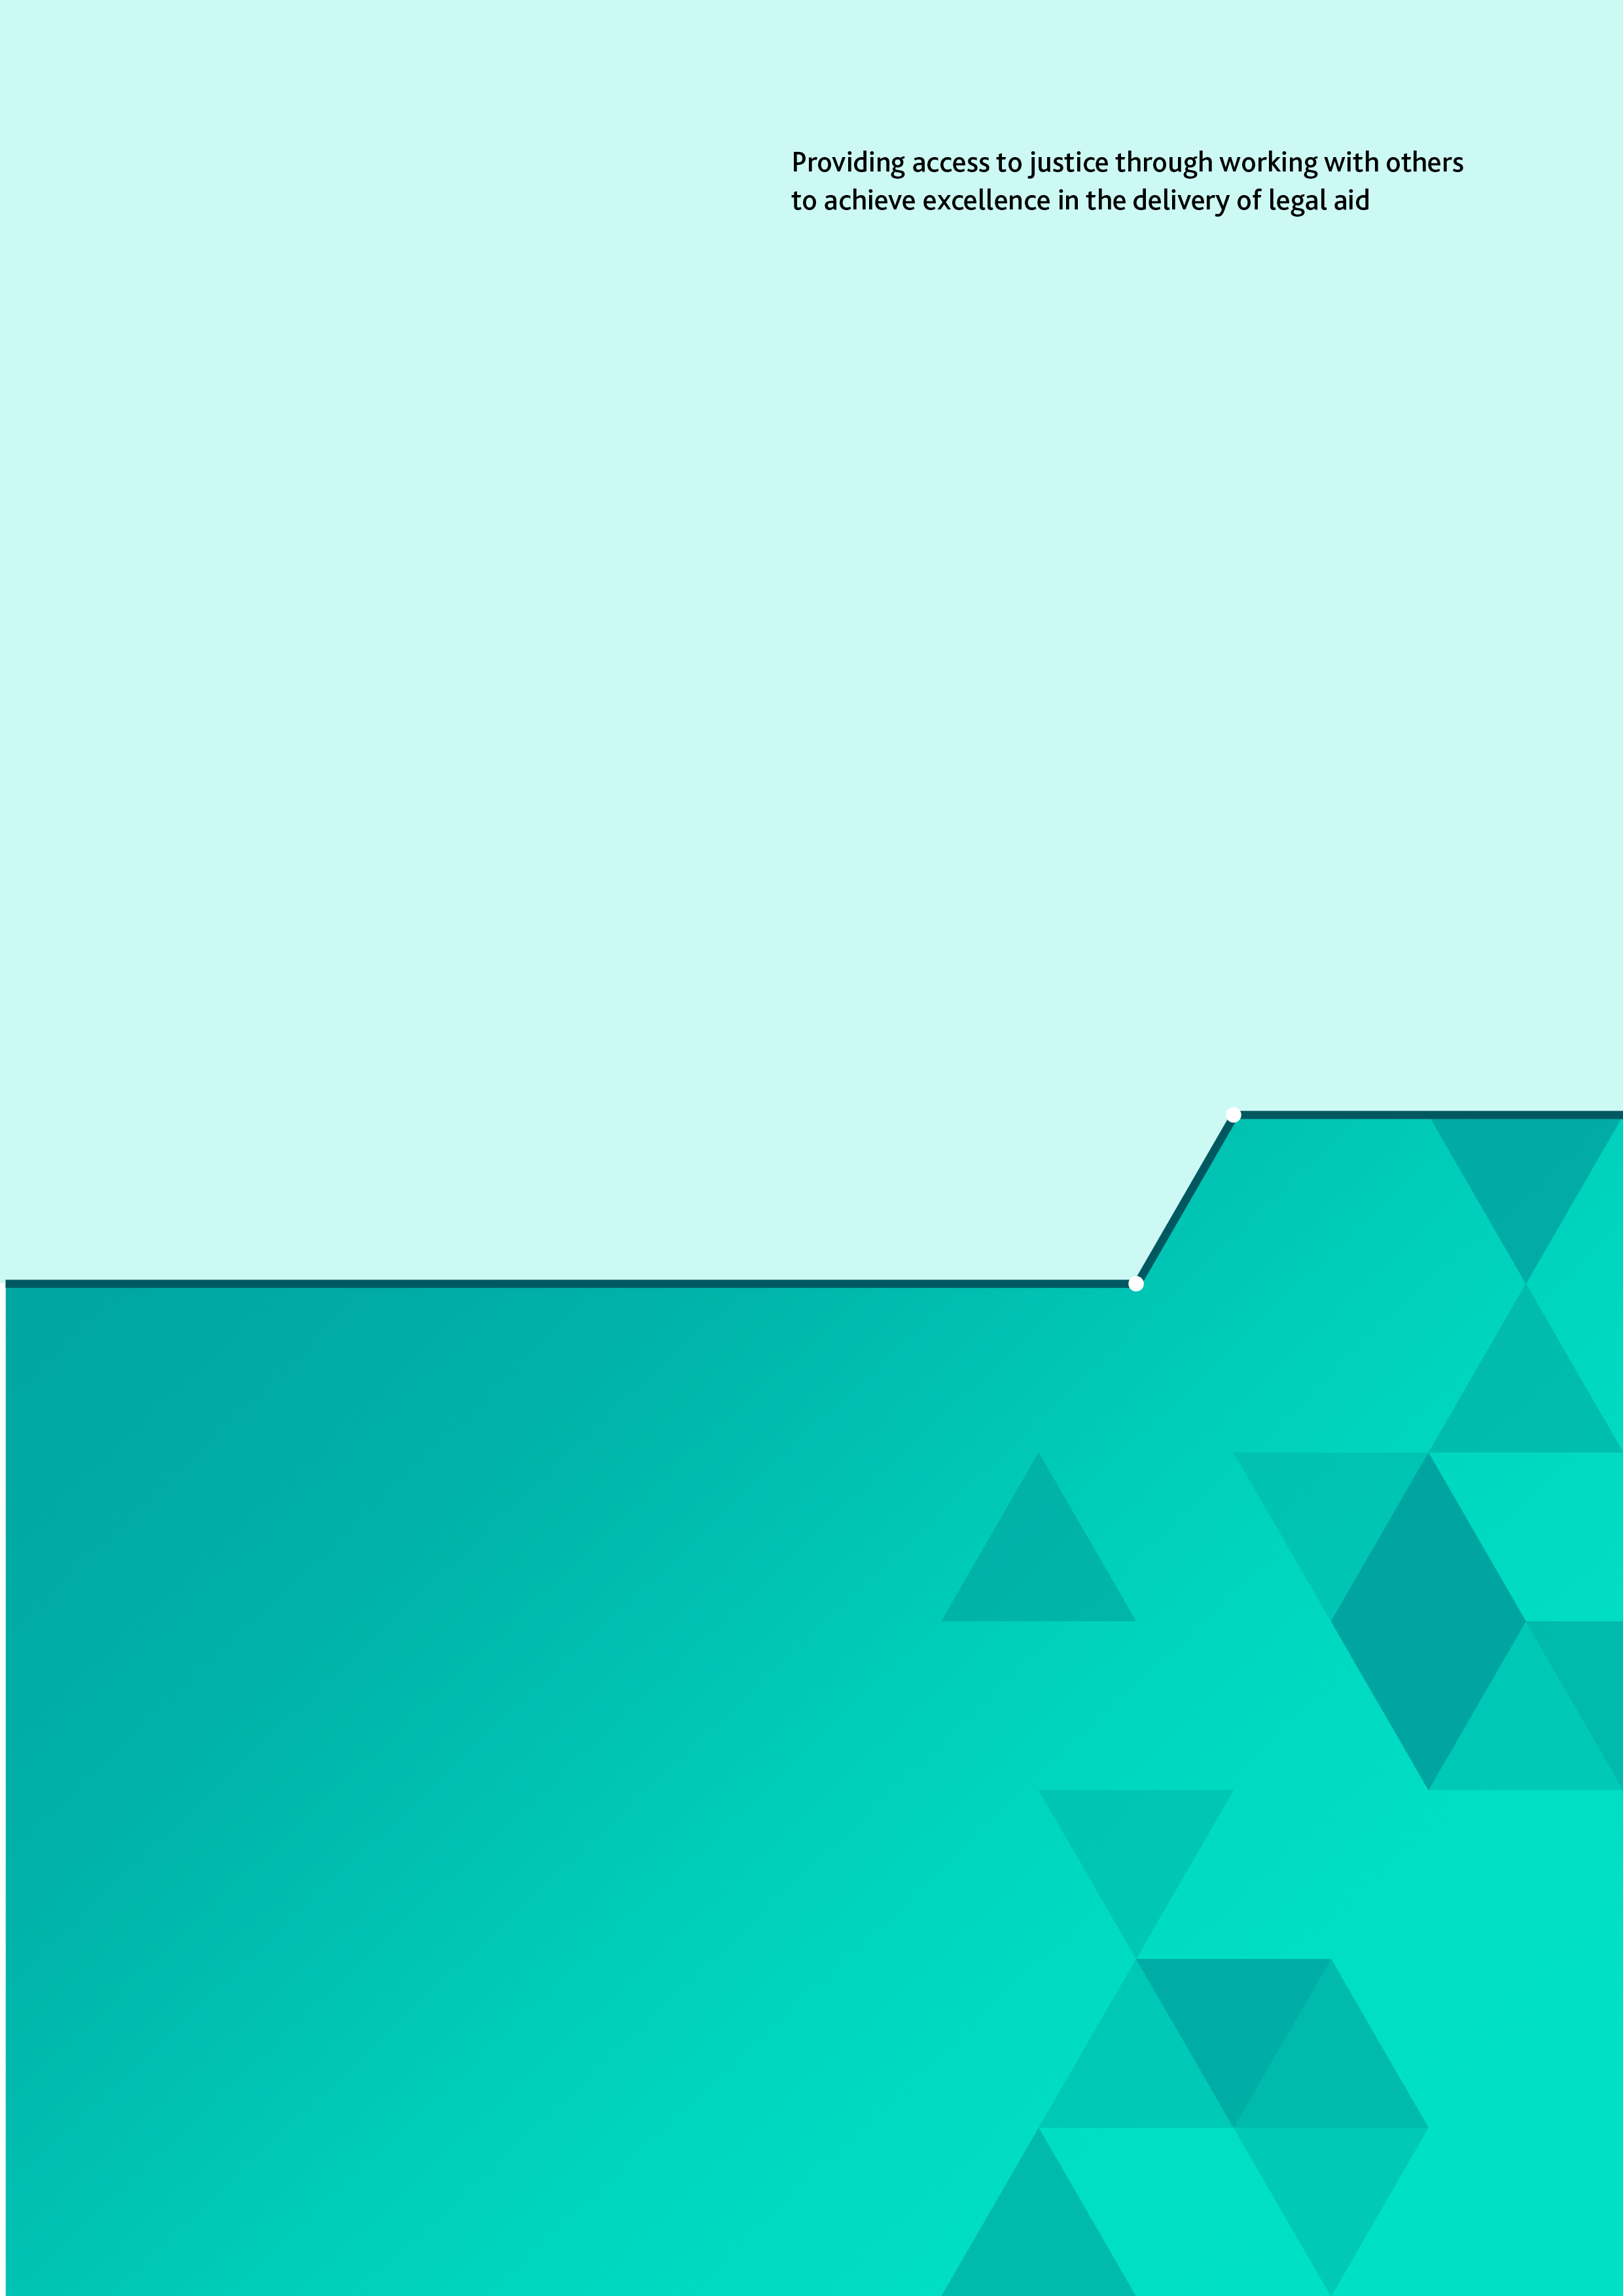 Providing access to justice through working with others
to achieve excellence in the delivery of legal aid